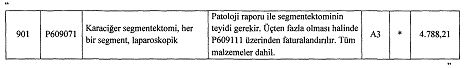 "
901 P609071 Karaciğer segmentektomi, her bir segment, laparoskopik Patoloji raporu ile segmentektominin teyidi gerekir. Üçten fazla olması halinde P609111 üzerinden faturalandırılır. Tüm malzemeler dahil. A3 * 4.788,21
"